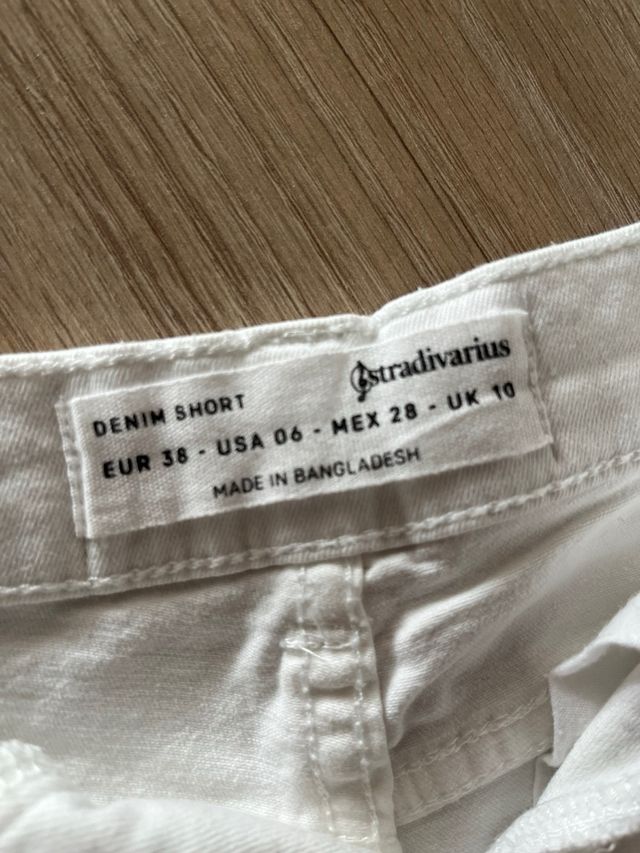 stradivarius
DENIM SHORT
EUR 38 - USA 06 - MEX 28 - UK 10
MADE IN BANGLADESH